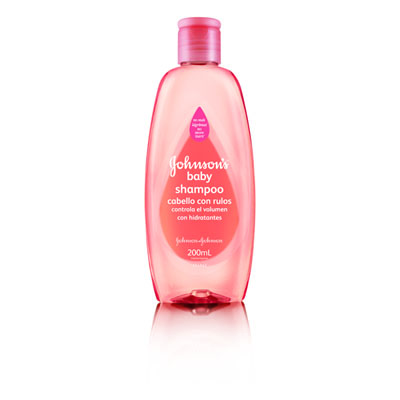 Johnson's
baby
shampoo
cabello con rulos
controla el volumen
con hidratantes
Johnson & Johnson
200mL